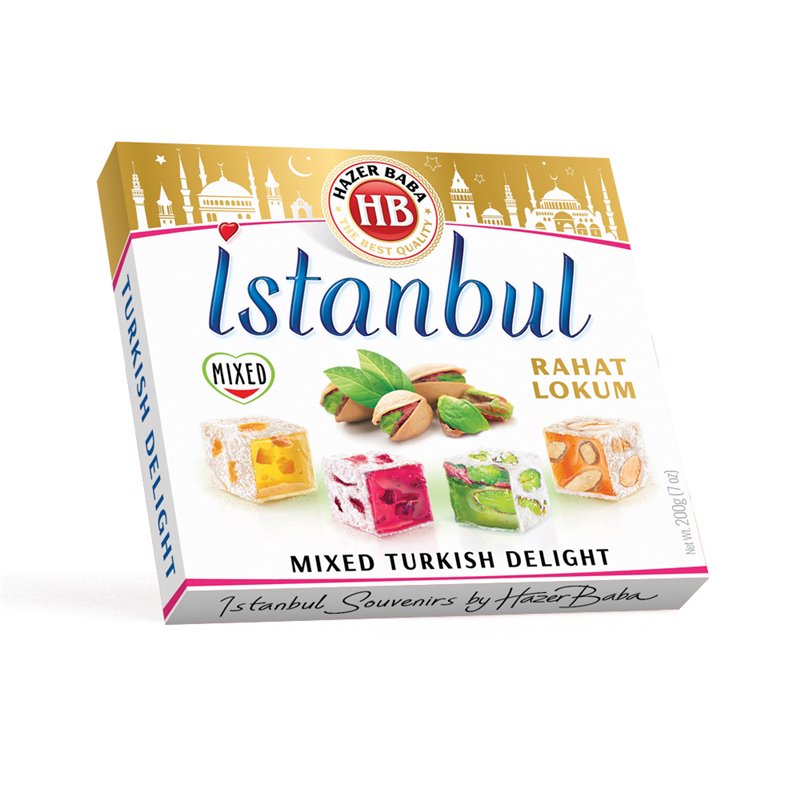 HAZER BABA
HB
THE BEST QUALITY
istanbul
MIXED
RAHAT
LOKUM
MIXED TURKISH DELIGHT
Net Wt. 200g (7 oz)
TURKISH DELIGHT
Istanbul Souvenirs by Hazer Baba